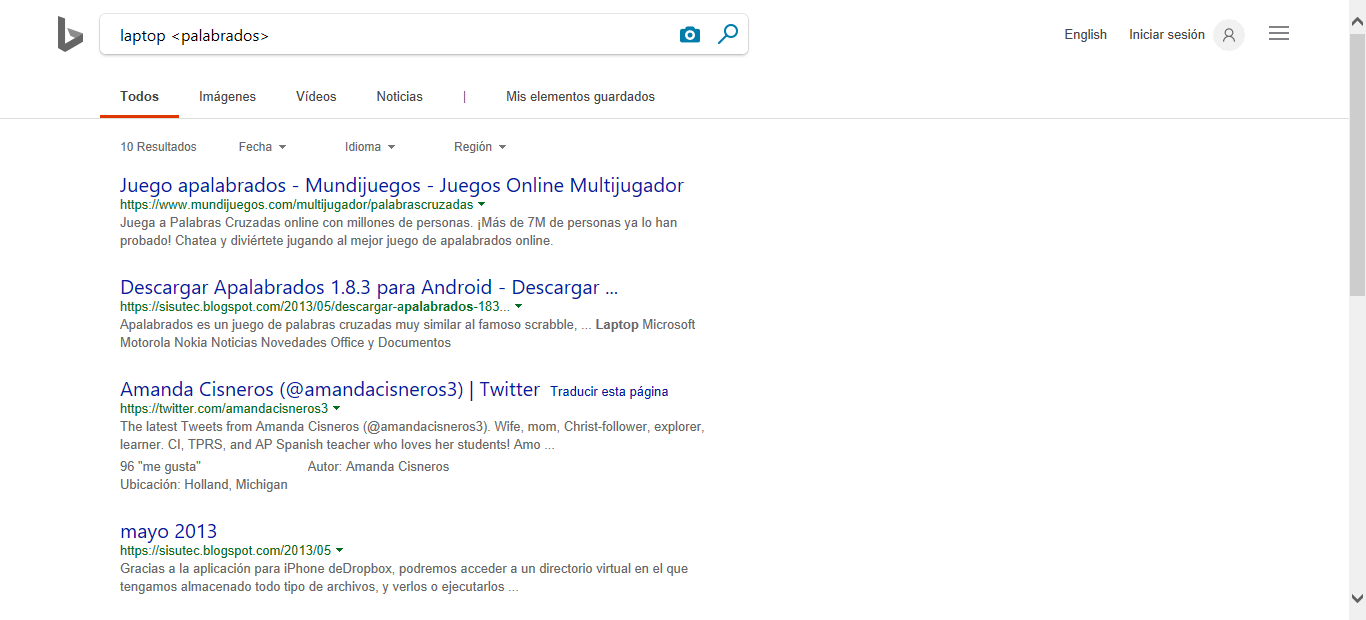 laptop <palabrados>
English Iniciar sesión
Todos Imágenes Vídeos Noticias | Mis elementos guardados
10 Resultados Fecha Idioma Región
Juego apalabrados - Mundijuegos - Juegos Online Multijugador
https://www.mundijuegos.com/multijugador/palabrascruzadas
Juega a Palabras Cruzadas online con millones de personas. ¡Más de 7M de personas ya lo han
probado! Chatea y diviértete jugando al mejor juego de apalabrados online.
Descargar Apalabrados 1.8.3 para Android - Descargar ...
https://sisutec.blogspot.com/2013/05/descargar-apalabrados-183...
Apalabrados es un juego de palabras cruzadas muy similar al famoso scrabble, ... Laptop Microsoft
Motorola Nokia Noticias Novedades Office y Documentos
Amanda Cisneros (@amandacisneros3) | Twitter Traducir esta página
https://twitter.com/amandacisneros3
The latest Tweets from Amanda Cisneros (@amandacisneros3). Wife, mom, Christ-follower, explorer,
learner. CI, TPRS, and AP Spanish teacher who loves her students! Amo ...
96 "me gusta" Autor: Amanda Cisneros
Ubicación: Holland, Michigan
mayo 2013
https://sisutec.blogspot.com/2013/05
Gracias a la aplicación para iPhone deDropbox, podremos acceder a un directorio virtual en el que
tengamos almacenado todo tipo de archivos, y verlos o ejecutarlos ...